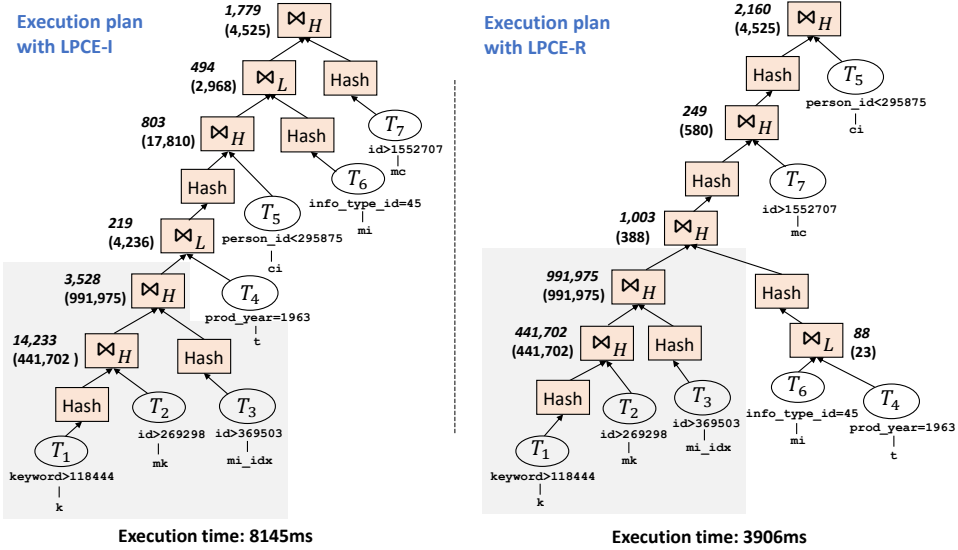 Execution plan
with LPCE-I
1,779
(4,525)
⋈H
494
(2,968)
⋈L
Hash
803
(17,810)
⋈H
Hash
T7
id>1552707
mc
Hash
T6
info_type_id=45
mi
T5
person_id<295875
ci
219
(4,236)
⋈L
3,528
(991,975)
⋈H
T4
prod_year=1963
t
14,233
(441,702 )
⋈H
Hash
Hash
T2
id>269298
mk
T3
id>369503
mi_idx
T1
keyword>118444
k
Execution time: 8145ms
Execution plan
with LPCE-R
2,160
(4,525)
⋈H
Hash
T5
person_id<295875
ci
249
(580)
⋈H
Hash
T7
id>1552707
mc
1,003
(388)
⋈H
991,975
(991,975)
⋈H
Hash
441,702
(441,702)
⋈H
Hash
⋈L
88
(23)
Hash
T2
id>269298
mk
T3
id>369503
mi_idx
T6
info_type_id=45
mi
T4
prod_year=1963
t
T1
keyword>118444
k
Execution time: 3906ms